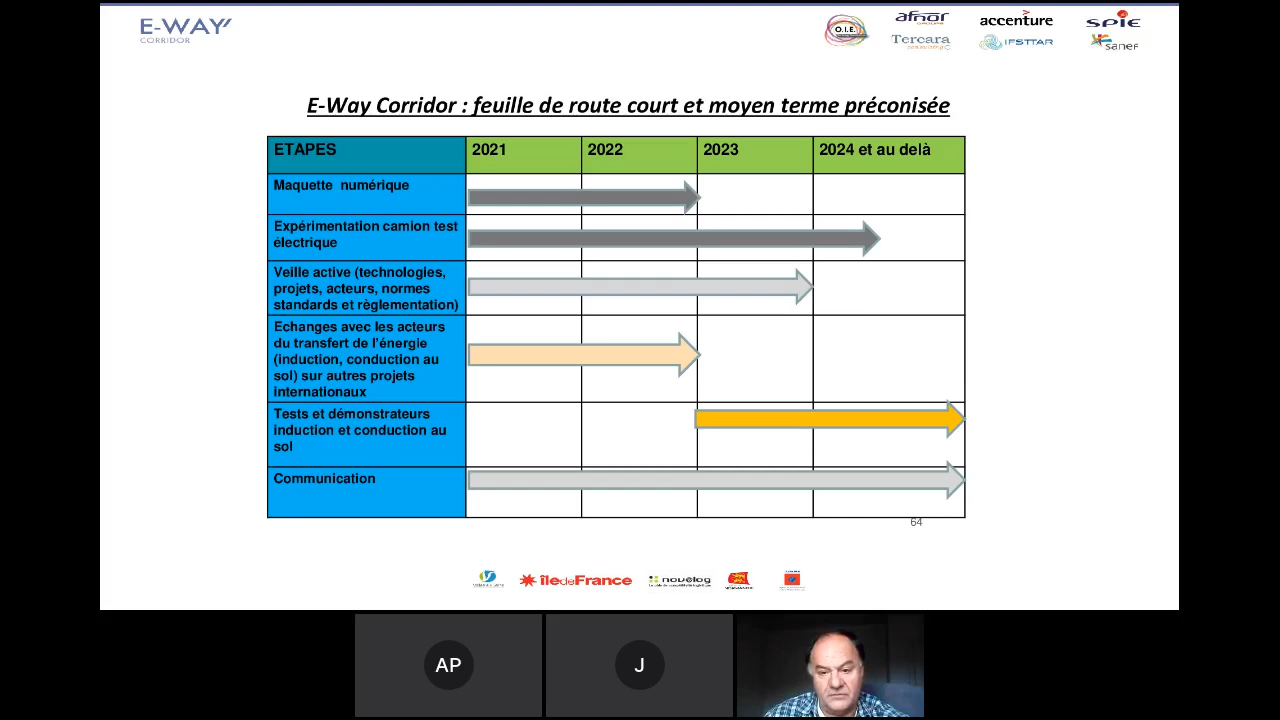 E-WAY
CORRIDOR
O.I.E.
afnor
GROUPE
accenture
SPIE
Tercara
consulting
IFSTTAR
sanef
E-Way Corridor : feuille de route court et moyen terme préconisée
ETAPES
2021
2022
2023
2024 et au delà
Maquette numérique
Expérimentation camion test
électrique
Veille active (technologies,
projets, acteurs, normes
standards et règlementation)
Echanges avec les acteurs
du transfert de l'énergie
(induction, conduction au
sol) sur autres projets
internationaux
Tests et démonstrateurs
induction et conduction au
sol
Communication
64
îledeFrance
novelog
AP
J